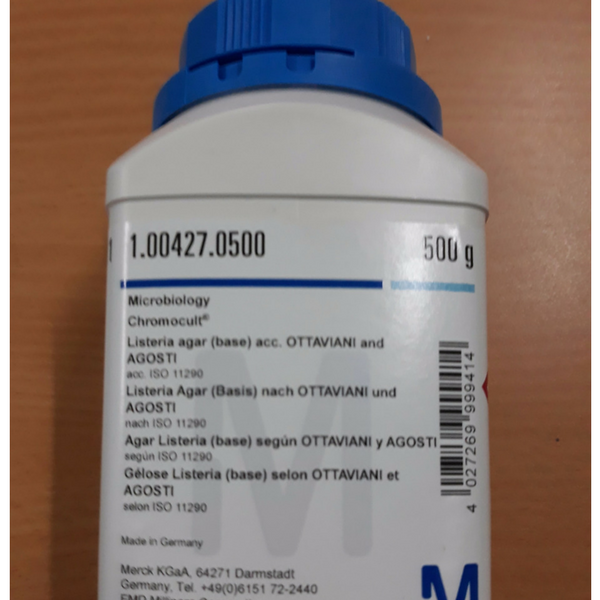 1 1.00427.0500 500 g
Microbiology
Chromocult®
Listeria agar (base) acc. OTTAVIANI and
AGOSTI
acc. ISO 11290
Listeria Agar (Basis) nach OTTAVIANI und
AGOSTI
nach ISO 11290
Agar Listeria (base) según OTTAVIANI y AGOSTI
según ISO 11290
Gélose Listeria (base) selon OTTAVIANI et
AGOSTI
selon ISO 11290
4 027269 999414
Made in Germany
Merck KGaA, 64271 Darmstadt
Germany, Tel. +49(0)6151 72-2440
EMD Millipore
M